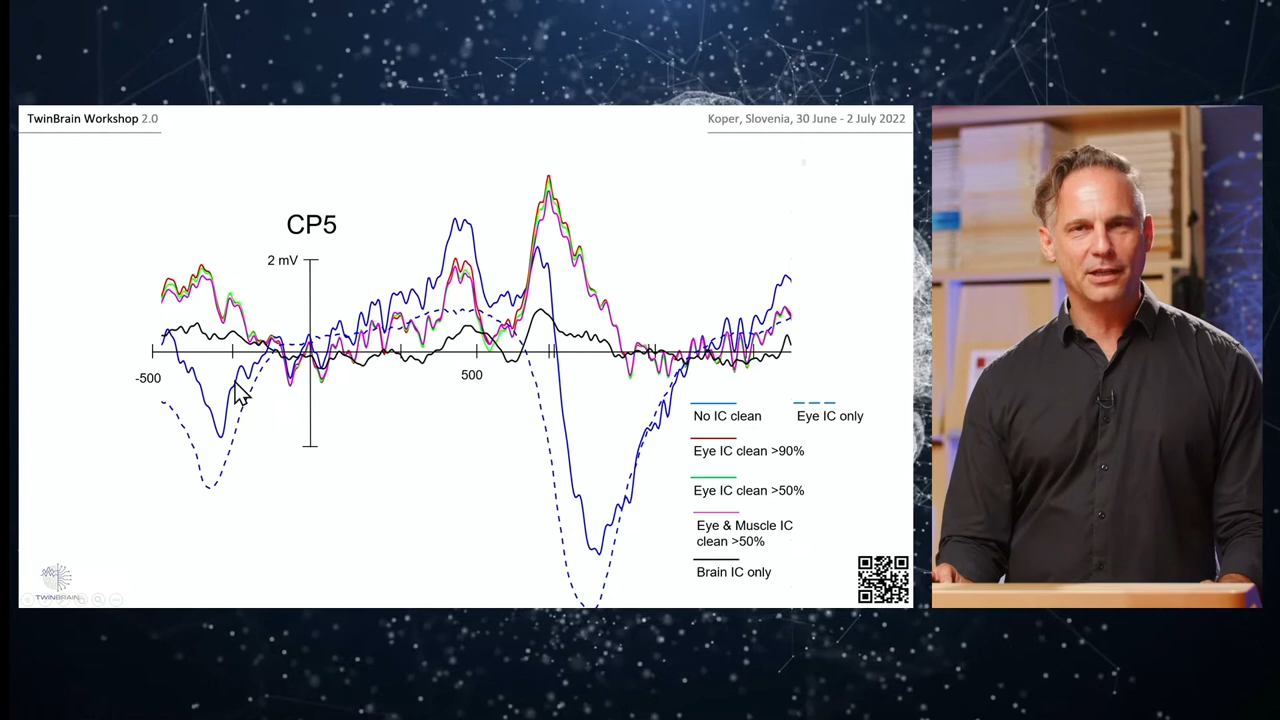 TwinBrain Workshop 2.0
Koper, Slovenia, 30 June - 2 July 2022
CP5
2 mV
-500
500
No IC clean
Eye IC only
Eye IC clean >90%
Eye IC clean >50%
Eye & Muscle IC
clean >50%
Brain IC only
TWINBRAIN